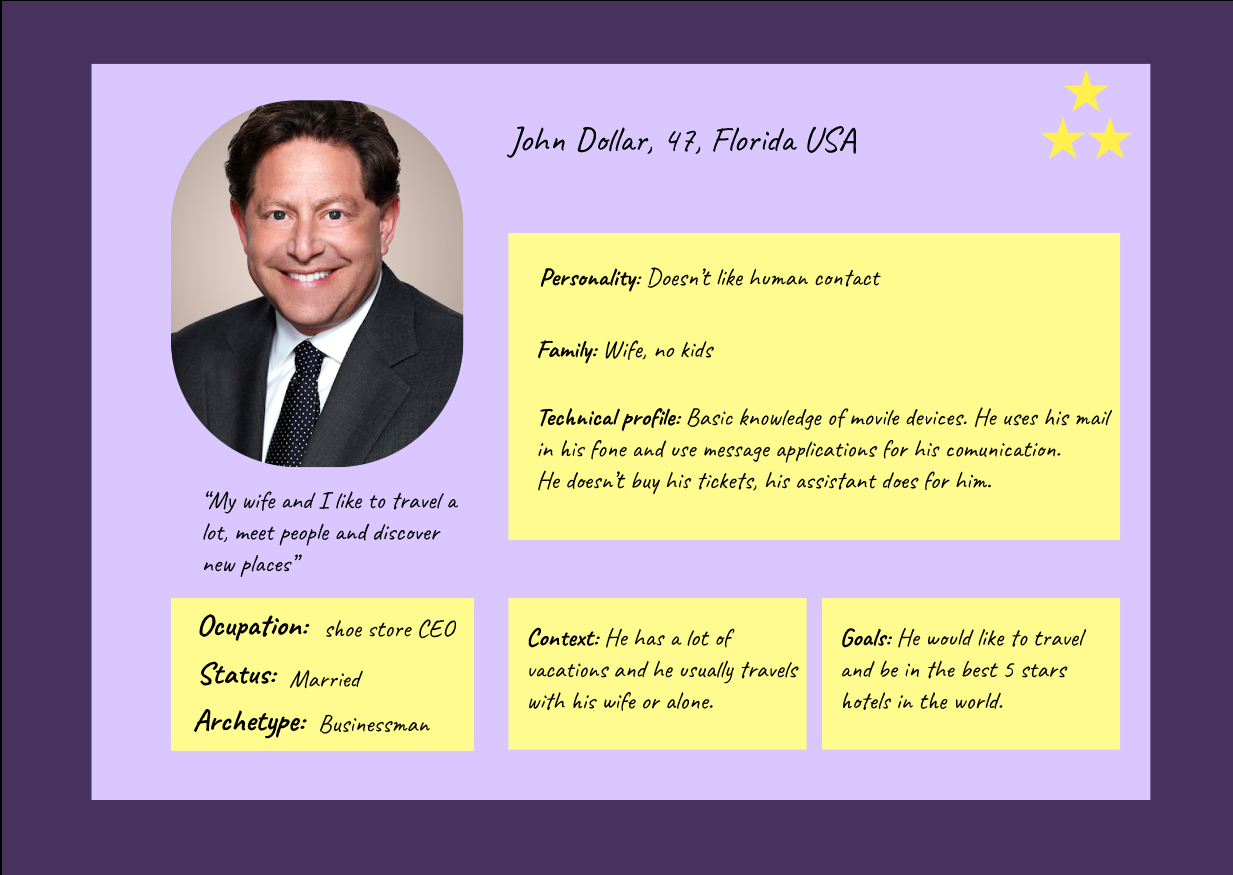 John Dollar, 47, Florida USA
Personality: Doesn't like human contact
Family: Wife, no kids
Technical profile: Basic knowledge of movile devices. He uses his mail
in his fone and use message applications for his comunication.
He doesn't buy his tickets, his assistant does for him.
“My wife and I like to travel a
lot, meet people and discover
new places”
Ocupation: shoe store CEO
Status: Married
Archetype: Businessman
Context: He has a lot of
vacations and he usually travels
with his wife or alone.
Goals: He would like to travel
and be in the best 5 stars
hotels in the world.